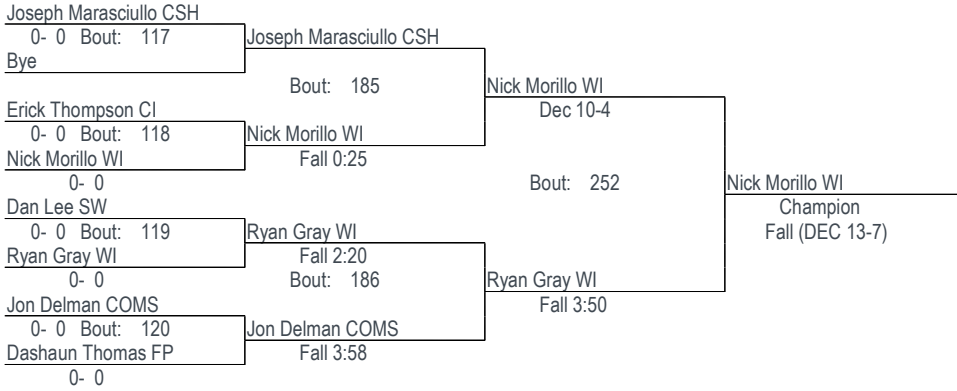 Joseph Marasciullo CSH
0- 0 Bout: 117
Bye
Joseph Marasciullo CSH
Bout: 185
Erick Thompson CI
0- 0 Bout: 118
Nick Morillo WI
0- 0
Nick Morillo WI
Fall 0:25
Nick Morillo WI
Dec 10-4
Bout: 252
Dan Lee SW
0- 0 Bout: 119
Ryan Gray WI
0- 0
Ryan Gray WI
Fall 2:20
Bout: 186
Jon Delman COMS
0- 0 Bout: 120
Dashaun Thomas FP
0- 0
Jon Delman COMS
Fall 3:58
Ryan Gray WI
Fall 3:50
Nick Morillo WI
Champion
Fall (DEC 13-7)